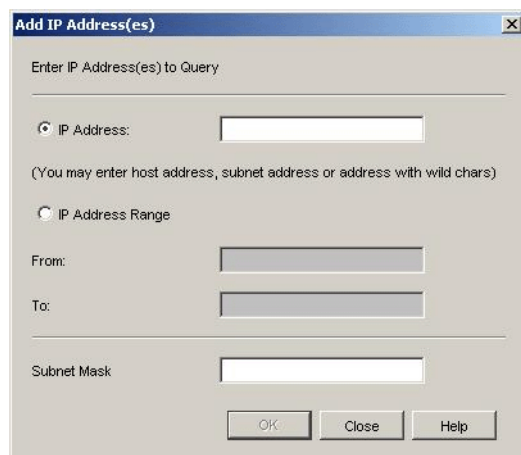 Add IP Address(es)
Enter IP Address(es) to Query
IP Address:
(You may enter host address, subnet address or address with wild chars)
IP Address Range
From:
To:
Subnet Mask
OK Close Help